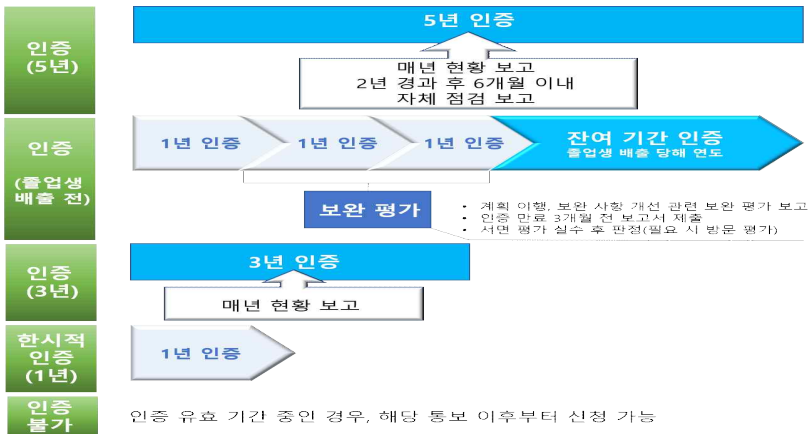 인증
(5년)
5년 인증
매년 현황 보고
2년 경과 후 6개월 이내
자체 점검 보고
인증
(졸업생
배출 전)
1년 인증
1년 인증
1년 인증
잔여 기간 인증
졸업생 배출 당해 연도
보완 평가
• 계획 이행, 보완 사항 개선 관련 보완 평가 보고
• 인증 만료 3개월 전 보고서 제출
• 서면 평가 실수 후 판정(필요 시 방문 평가)
인증
(3년)
3년 인증
매년 현황 보고
한시적
인증
(1년)
1년 인증
인증
불가
인증 유효 기간 중인 경우, 해당 통보 이후부터 신청 가능